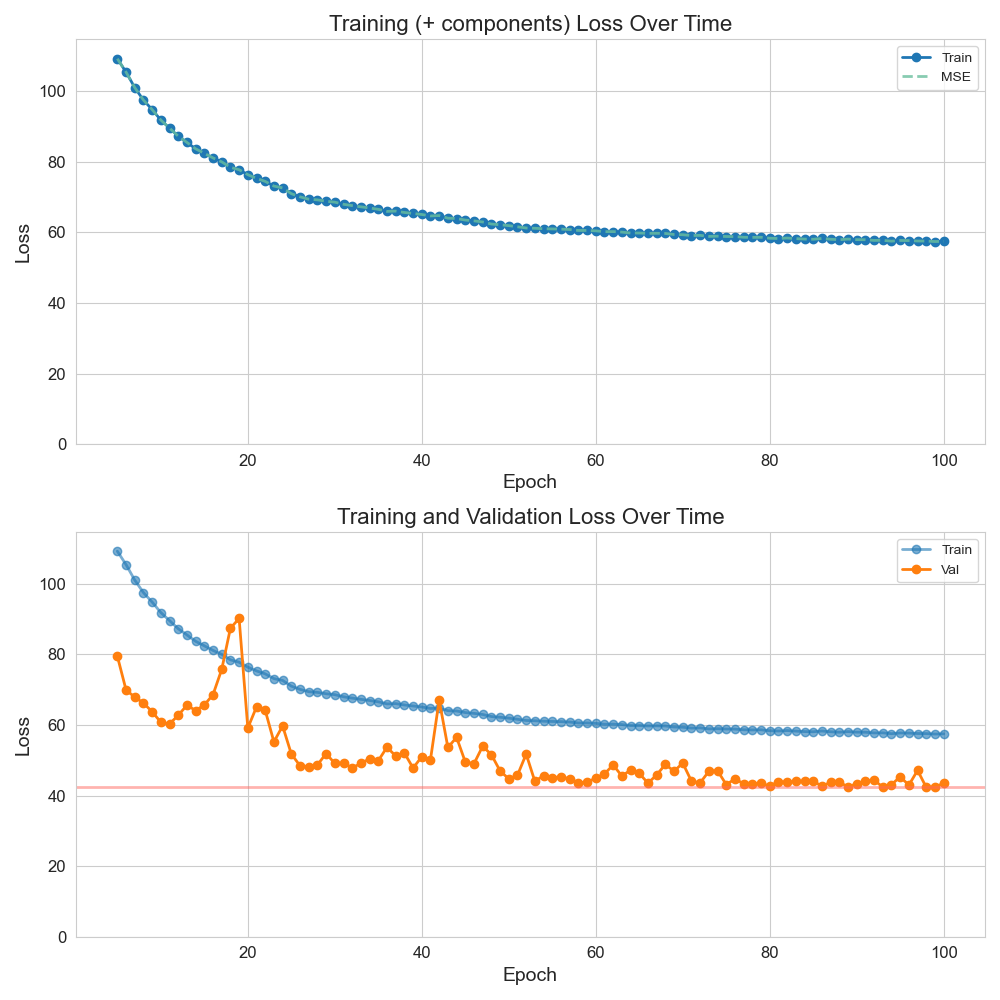 Training (+ components) Loss Over Time
Train
MSE
100
80
60
40
20
0
Loss
20 40 60 80 100
Epoch
Training and Validation Loss Over Time
Train
Val
100
80
60
40
20
0
Loss
20 40 60 80 100
Epoch